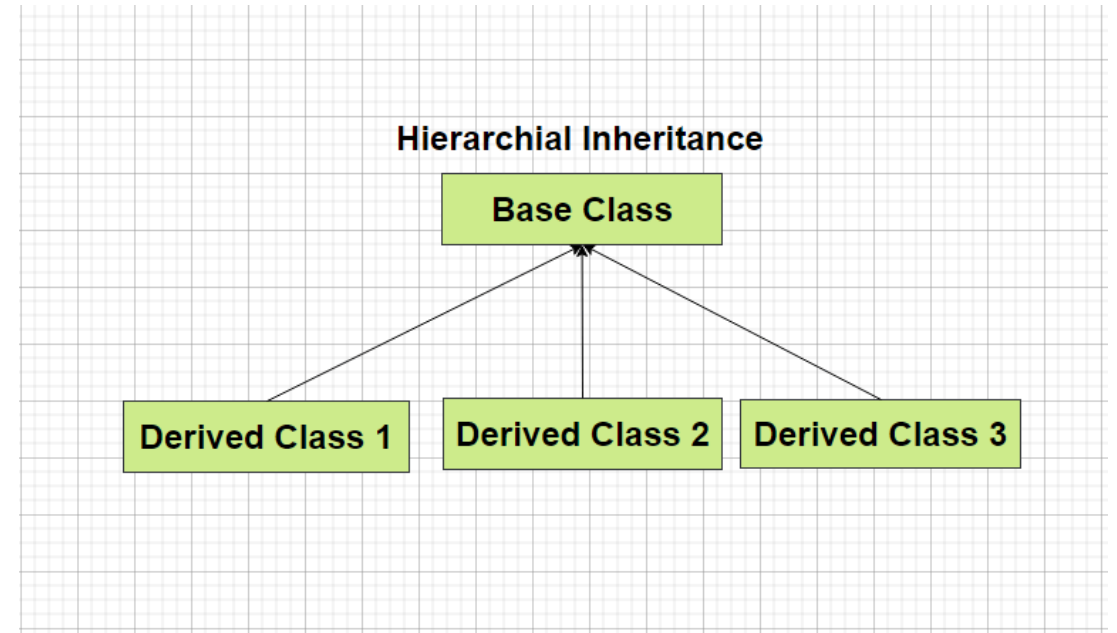 Hierarchial Inheritance
Base Class
Derived Class 1
Derived Class 2
Derived Class 3